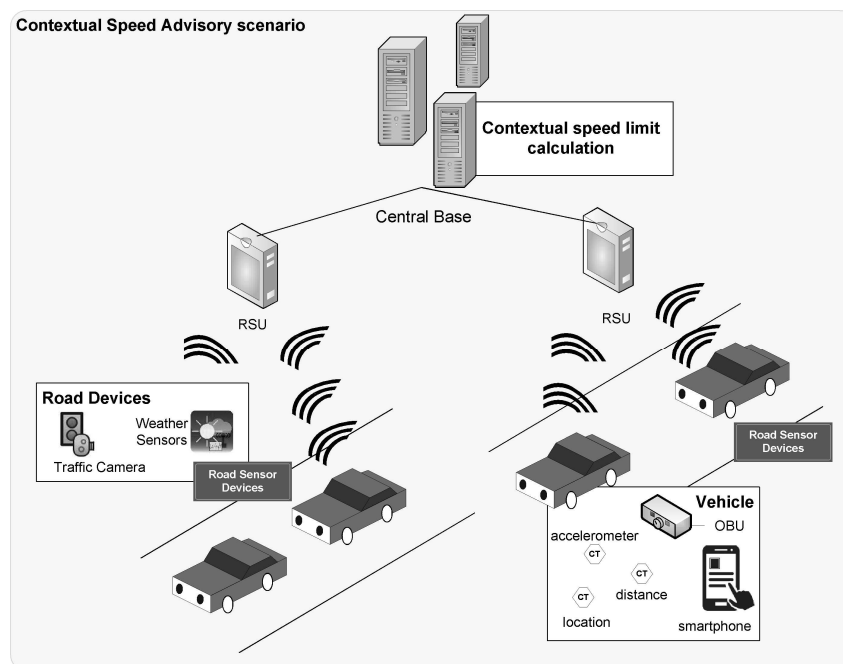 Contextual Speed Advisory scenario
Contextual speed limit
calculation
Central Base
RSU
RSU
Road Devices
Weather
Sensors
Traffic Camera
Road Sensor
Devices
Road Sensor
Devices
Vehicle
OBU
accelerometer
CT
CT
distance
CT
location
smartphone